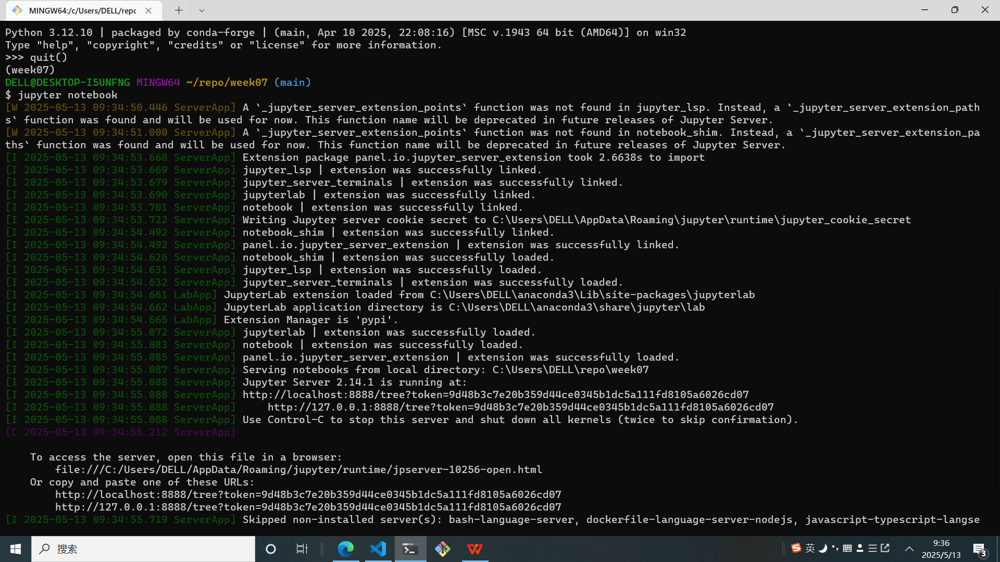 MINGW64:/c/Users/DELL/repo
Python 3.12.10 | packaged by conda-forge | (main, Apr 10 2025, 22:08:16) [MSC v.1943 64 bit (AMD64)] on win32
Type "help", "copyright", "credits" or "license" for more information.
>>> quit()
(week07)
DELL@DESKTOP-I5UNFNG MINGW64 ~/repo/week07 (main)
$ jupyter notebook
[W 2025-05-13 09:34:50.446 ServerApp] A `_jupyter_server_extension_points` function was not found in jupyter_lsp. Instead, a `_jupyter_server_extension_path
s` function was found and will be used for now. This function name will be deprecated in future releases of Jupyter Server.
[W 2025-05-13 09:34:51.000 ServerApp] A `_jupyter_server_extension_points` function was not found in notebook_shim. Instead, a `_jupyter_server_extension_pa
ths` function was found and will be used for now. This function name will be deprecated in future releases of Jupyter Server.
[I 2025-05-13 09:34:53.668 ServerApp] Extension package panel.io.jupyter_server_extension took 2.6638s to import
[I 2025-05-13 09:34:53.669 ServerApp] jupyter_lsp | extension was successfully linked.
[I 2025-05-13 09:34:53.679 ServerApp] jupyter_server_terminals | extension was successfully linked.
[I 2025-05-13 09:34:53.690 ServerApp] jupyterlab | extension was successfully linked.
[I 2025-05-13 09:34:53.701 ServerApp] notebook | extension was successfully linked.
[I 2025-05-13 09:34:53.722 ServerApp] Writing Jupyter server cookie secret to C:\Users\DELL\AppData\Roaming\jupyter\runtime\jupyter_cookie_secret
[I 2025-05-13 09:34:54.492 ServerApp] notebook_shim | extension was successfully linked.
[I 2025-05-13 09:34:54.492 ServerApp] panel.io.jupyter_server_extension | extension was successfully linked.
[I 2025-05-13 09:34:54.626 ServerApp] notebook_shim | extension was successfully loaded.
[I 2025-05-13 09:34:54.631 ServerApp] jupyter_lsp | extension was successfully loaded.
[I 2025-05-13 09:34:54.632 ServerApp] jupyter_server_terminals | extension was successfully loaded.
[I 2025-05-13 09:34:54.661 LabApp] JupyterLab extension loaded from C:\Users\DELL\anaconda3\Lib\site-packages\jupyterlab
[I 2025-05-13 09:34:54.662 LabApp] JupyterLab application directory is C:\Users\DELL\anaconda3\share\jupyter\lab
[I 2025-05-13 09:34:54.665 LabApp] Extension Manager is 'pypi'.
[I 2025-05-13 09:34:55.072 ServerApp] jupyterlab | extension was successfully loaded.
[I 2025-05-13 09:34:55.083 ServerApp] notebook | extension was successfully loaded.
[I 2025-05-13 09:34:55.085 ServerApp] panel.io.jupyter_server_extension | extension was successfully loaded.
[I 2025-05-13 09:34:55.087 ServerApp] Serving notebooks from local directory: C:\Users\DELL\repo\week07
[I 2025-05-13 09:34:55.088 ServerApp] Jupyter Server 2.14.1 is running at:
[I 2025-05-13 09:34:55.088 ServerApp] http://localhost:8888/tree?token=9d48b3c7e20b359d44ce0345b1dc5a111fd8105a6026cd07
[I 2025-05-13 09:34:55.088 ServerApp]     http://127.0.0.1:8888/tree?token=9d48b3c7e20b359d44ce0345b1dc5a111fd8105a6026cd07
[I 2025-05-13 09:34:55.088 ServerApp] Use Control-C to stop this server and shut down all kernels (twice to skip confirmation).
[C 2025-05-13 09:34:55.212 ServerApp]
To access the server, open this file in a browser:
file:///C:/Users/DELL/AppData/Roaming/jupyter/runtime/jpserver-10256-open.html
Or copy and paste one of these URLs:
http://localhost:8888/tree?token=9d48b3c7e20b359d44ce0345b1dc5a111fd8105a6026cd07
http://127.0.0.1:8888/tree?token=9d48b3c7e20b359d44ce0345b1dc5a111fd8105a6026cd07
[I 2025-05-13 09:34:55.719 ServerApp] Skipped non-installed server(s): bash-language-server, dockerfile-language-server-nodejs, javascript-typescript-langse
搜索
英
9:36
2025/5/13
3